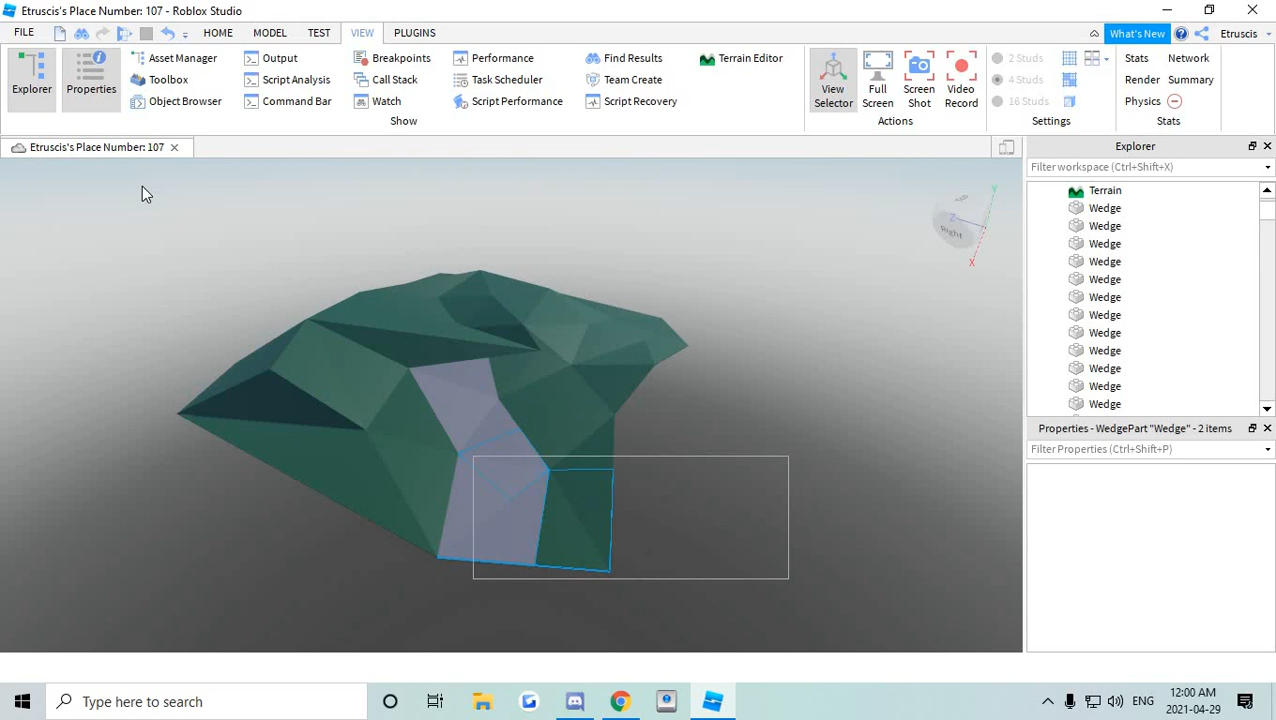 Etruscis's Place Number: 107 - Roblox Studio
FILE HOME MODEL TEST VIEW PLUGINS What's New Etruscis
Explorer
Properties
Asset Manager
Toolbox
Object Browser
Output
Script Analysis
Command Bar
Breakpoints
Call Stack
Watch
Performance
Task Scheduler
Script Performance
Find Results
Team Create
Script Recovery
Terrain Editor
Show
View Selector
Full Screen
Screen Shot
Video Record
Actions
2 Studs
4 Studs
16 Studs
Settings
Stats Network
Render Summary
Physics
Stats
Etruscis's Place Number: 107
Y
Z
Right
X
Explorer
Filter workspace (Ctrl+Shift+X)
Terrain
Wedge
Wedge
Wedge
Wedge
Wedge
Wedge
Wedge
Wedge
Wedge
Wedge
Wedge
Wedge
Properties - WedgePart "Wedge" - 2 items
Filter Properties (Ctrl+Shift+P)
Type here to search
ENG
12:00 AM
2021-04-29